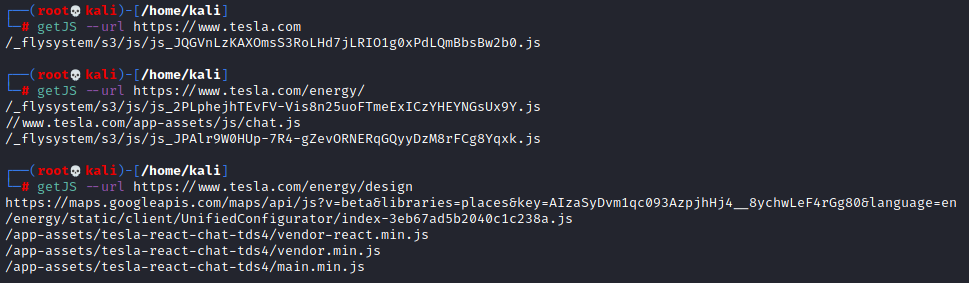 ┌──(root💀kali)-[/home/kali]
└─# getJS --url https://www.tesla.com
/_flysystem/s3/js/js_JQGVnLzKAXOmsS3RoLHd7jLRIO1g0xPdLQmBbsBw2b0.js
┌──(root💀kali)-[/home/kali]
└─# getJS --url https://www.tesla.com/energy/
/_flysystem/s3/js/js_2PLphejhTEvFV-Vis8n25uoFTmeExICzYHEYNGsUx9Y.js
//www.tesla.com/app-assets/js/chat.js
/_flysystem/s3/js/js_JPAlr9W0HUp-7R4-gZevORNERqGQyyDzM8rFCg8Yqxk.js
┌──(root💀kali)-[/home/kali]
└─# getJS --url https://www.tesla.com/energy/design
https://maps.googleapis.com/maps/api/js?v=beta&libraries=places&key=AIzaSyDvm1qc093AzpjhHj4__8ychwLeF4rGg80&language=en
/energy/static/client/UnifiedConfigurator/index-3eb67ad5b2040c1c238a.js
/app-assets/tesla-react-chat-tds4/vendor-react.min.js
/app-assets/tesla-react-chat-tds4/vendor.min.js
/app-assets/tesla-react-chat-tds4/main.min.js